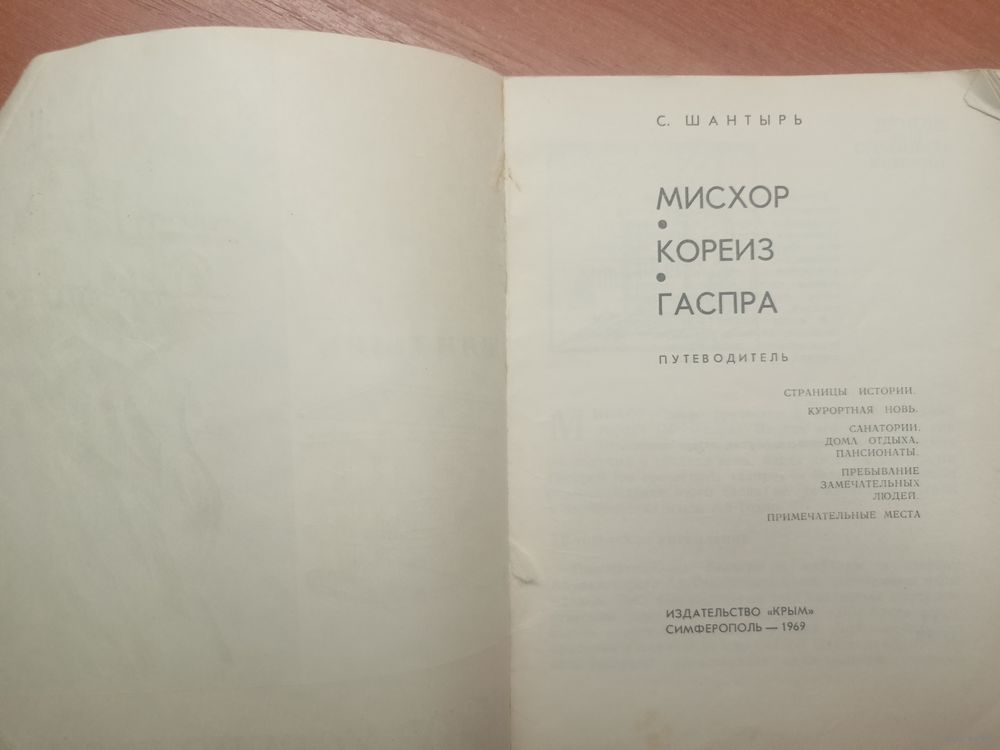 С. ШАНТЫРЬ
МИСХОР
•
КОРЕИЗ
•
ГАСПРА
ПУТЕВОДИТЕЛЬ
СТРАНИЦЫ ИСТОРИИ.
КУРОРТНАЯ НОВЬ.
САНАТОРИИ.
ДОМА ОТДЫХА,
ПАНСИОНАТЫ.
ПРЕБЫВАНИЕ
ЗАМЕЧАТЕЛЬНЫХ
ЛЮДЕЙ.
ПРИМЕЧАТЕЛЬНЫЕ МЕСТА
ИЗДАТЕЛЬСТВО «КРЫМ»
СИМФЕРОПОЛЬ — 1969